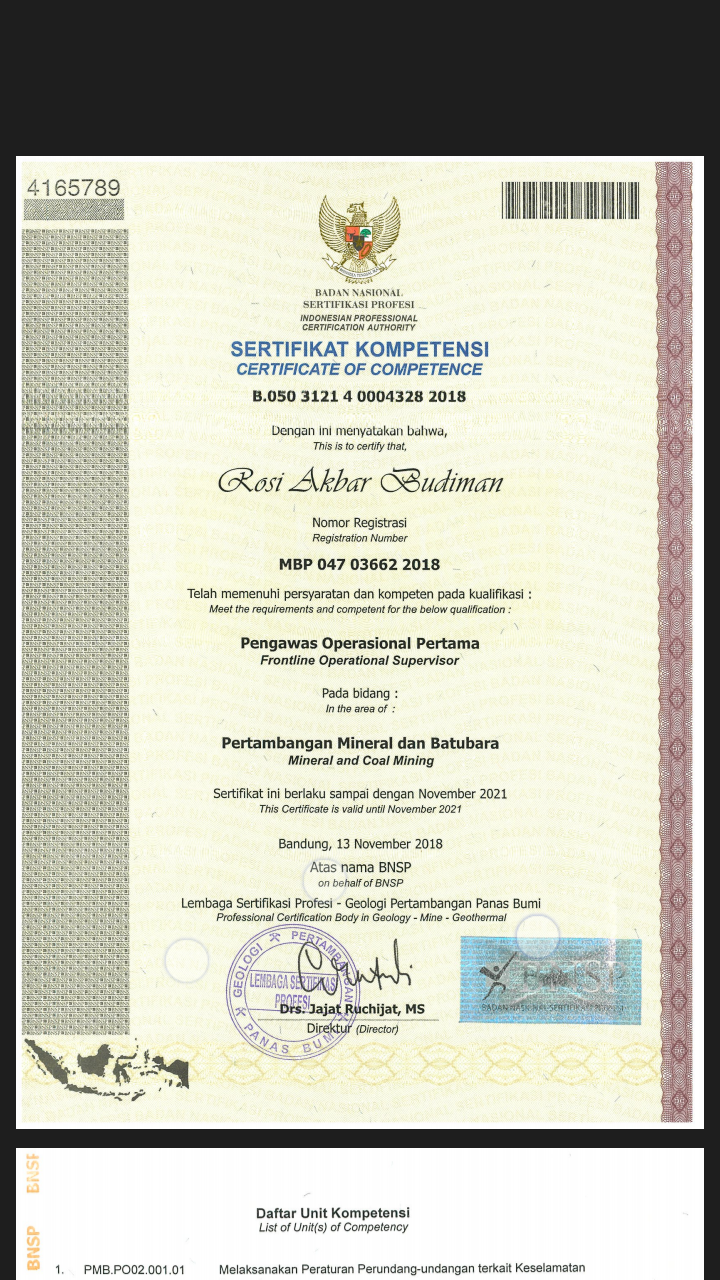 4165789
BADAN NASIONAL
SERTIFIKASI PROFESI
INDONESIAN PROFESSIONAL
CERTIFICATION AUTHORITY
SERTIFIKAT KOMPETENSI
CERTIFICATE OF COMPETENCE
B.050 3121 4 0004328 2018
Dengan ini menyatakan bahwa,
This is to certify that,
Rosi Akbar Budiman
Nomor Registrasi
Registration Number
MBP 047 03662 2018
Telah memenuhi persyaratan dan kompeten pada kualifikasi :
Meet the requirements and competent for the below qualification :
Pengawas Operasional Pertama
Frontline Operational Supervisor
Pada bidang :
In the area of :
Pertambangan Mineral dan Batubara
Mineral and Coal Mining
Sertifikat ini berlaku sampai dengan November 2021
This Certificate is valid until November 2021
Bandung, 13 November 2018
Atas nama BNSP
on behalf of BNSP
Lembaga Sertifikasi Profesi - Geologi Pertambangan Panas Bumi
Professional Certification Body in Geology - Mine - Geothermal
GEOLOGI PERTAMBANGAN PANAS BUMI
LEMBAGA SERTIFIKASI
PROFESI
Drs. Jajat Ruchijat, MS
Direktur (Director)
BADAN NASIONAL SERTIFIKASI PROFESI
BNSP
BNSP
Daftar Unit Kompetensi
List of Unit(s) of Competency
1. PMB.PO02.001.01 Melaksanakan Peraturan Perundang-undangan terkait Keselamatan